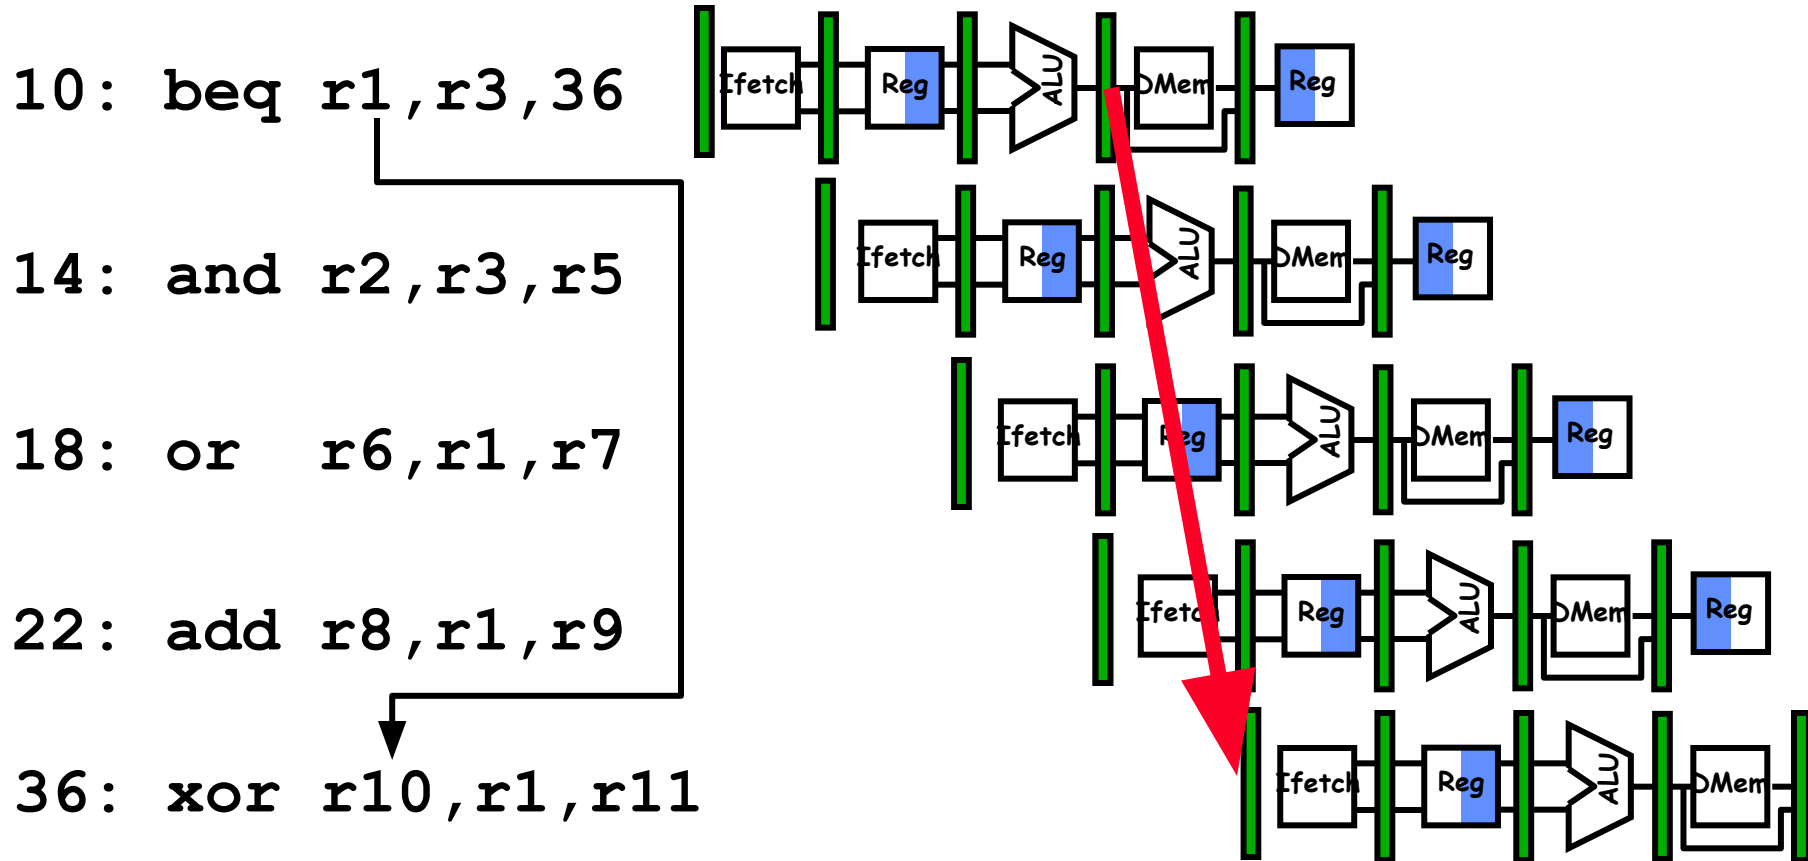 10: beq r1,r3,36 Ifetch Reg ALU DMem Reg
14: and r2,r3,r5 Ifetch Reg ALU DMem Reg
18: or r6,r1,r7 Ifetch Reg ALU DMem Reg
22: add r8,r1,r9 Ifetch Reg ALU DMem Reg
36: xor r10,r1,r11 Ifetch Reg ALU DMem